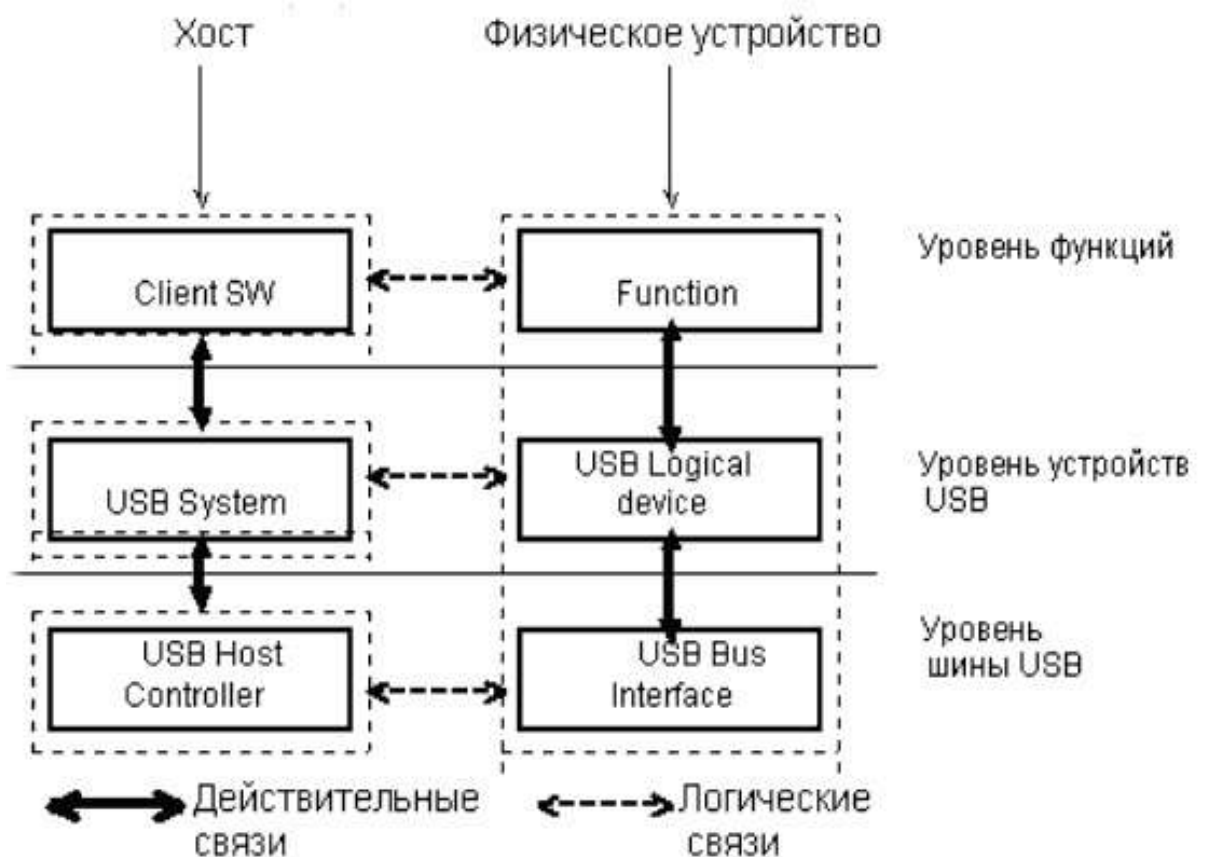 Хост
Физическое устройство
Client SW
Function
Уровень функций
USB System
USB Logical
device
Уровень устройств
USB
USB Host
Controller
USB Bus
Interface
Уровень
шины USB
Действительные
связи
Логические
связи